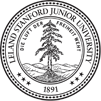 LELAND STANFORD JUNIOR UNIVERSITY
DIE LUFT DER FREIHEIT WEHT
1891